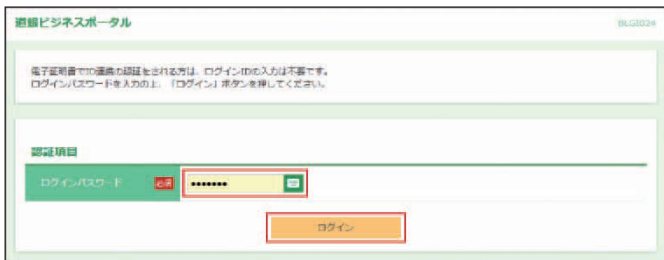 道銀ビジネスポータル
BLGI024
電子証明書でID連携の認証をされる方は、ログインIDの入力は不要です。
ログインパスワードを入力の上、「ログイン」ボタンを押してください。
認証項目
ログインパスワード 必須 •••••••
ログイン